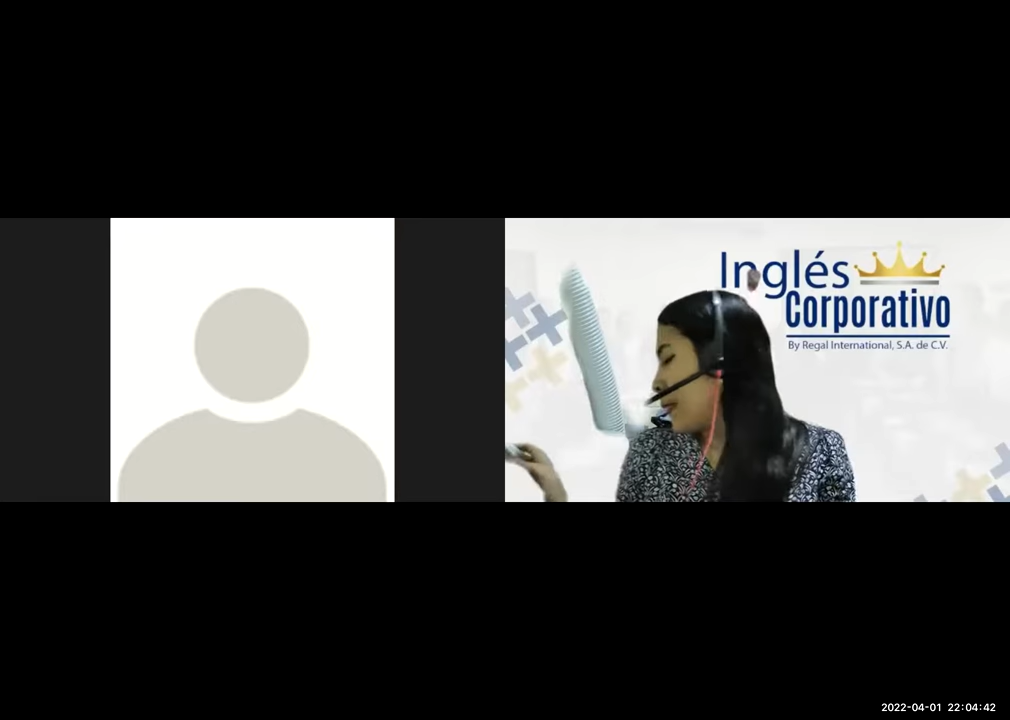 Inglés
Corporativo
By Regal International, S.A. de C.V.
2022-04-01 22:04:42